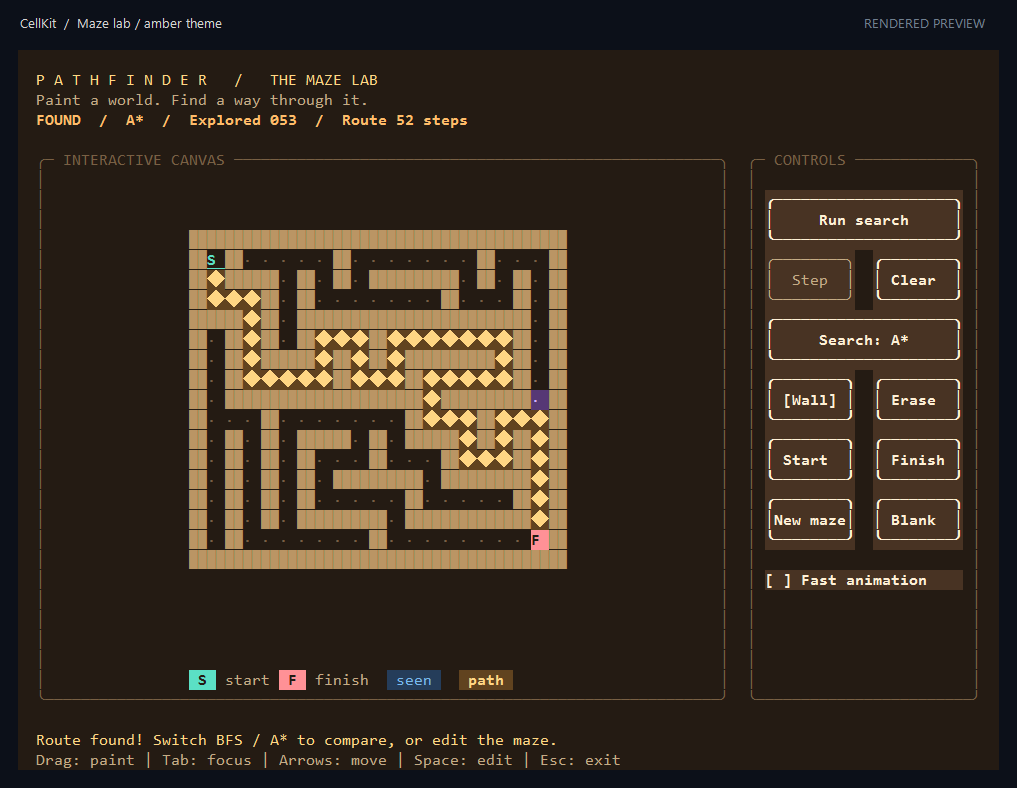 CellKit / Maze lab / amber theme
RENDERED PREVIEW
P A T H F I N D E R / THE MAZE LAB
Paint a world. Find a way through it.
FOUND / A* / Explored 053 / Route 52 steps
INTERACTIVE CANVAS
S
F
S start F finish seen path
CONTROLS
Run search
Step Clear
Search: A*
[Wall] Erase
Start Finish
New maze Blank
[ ] Fast animation
Route found! Switch BFS / A* to compare, or edit the maze.
Drag: paint | Tab: focus | Arrows: move | Space: edit | Esc: exit